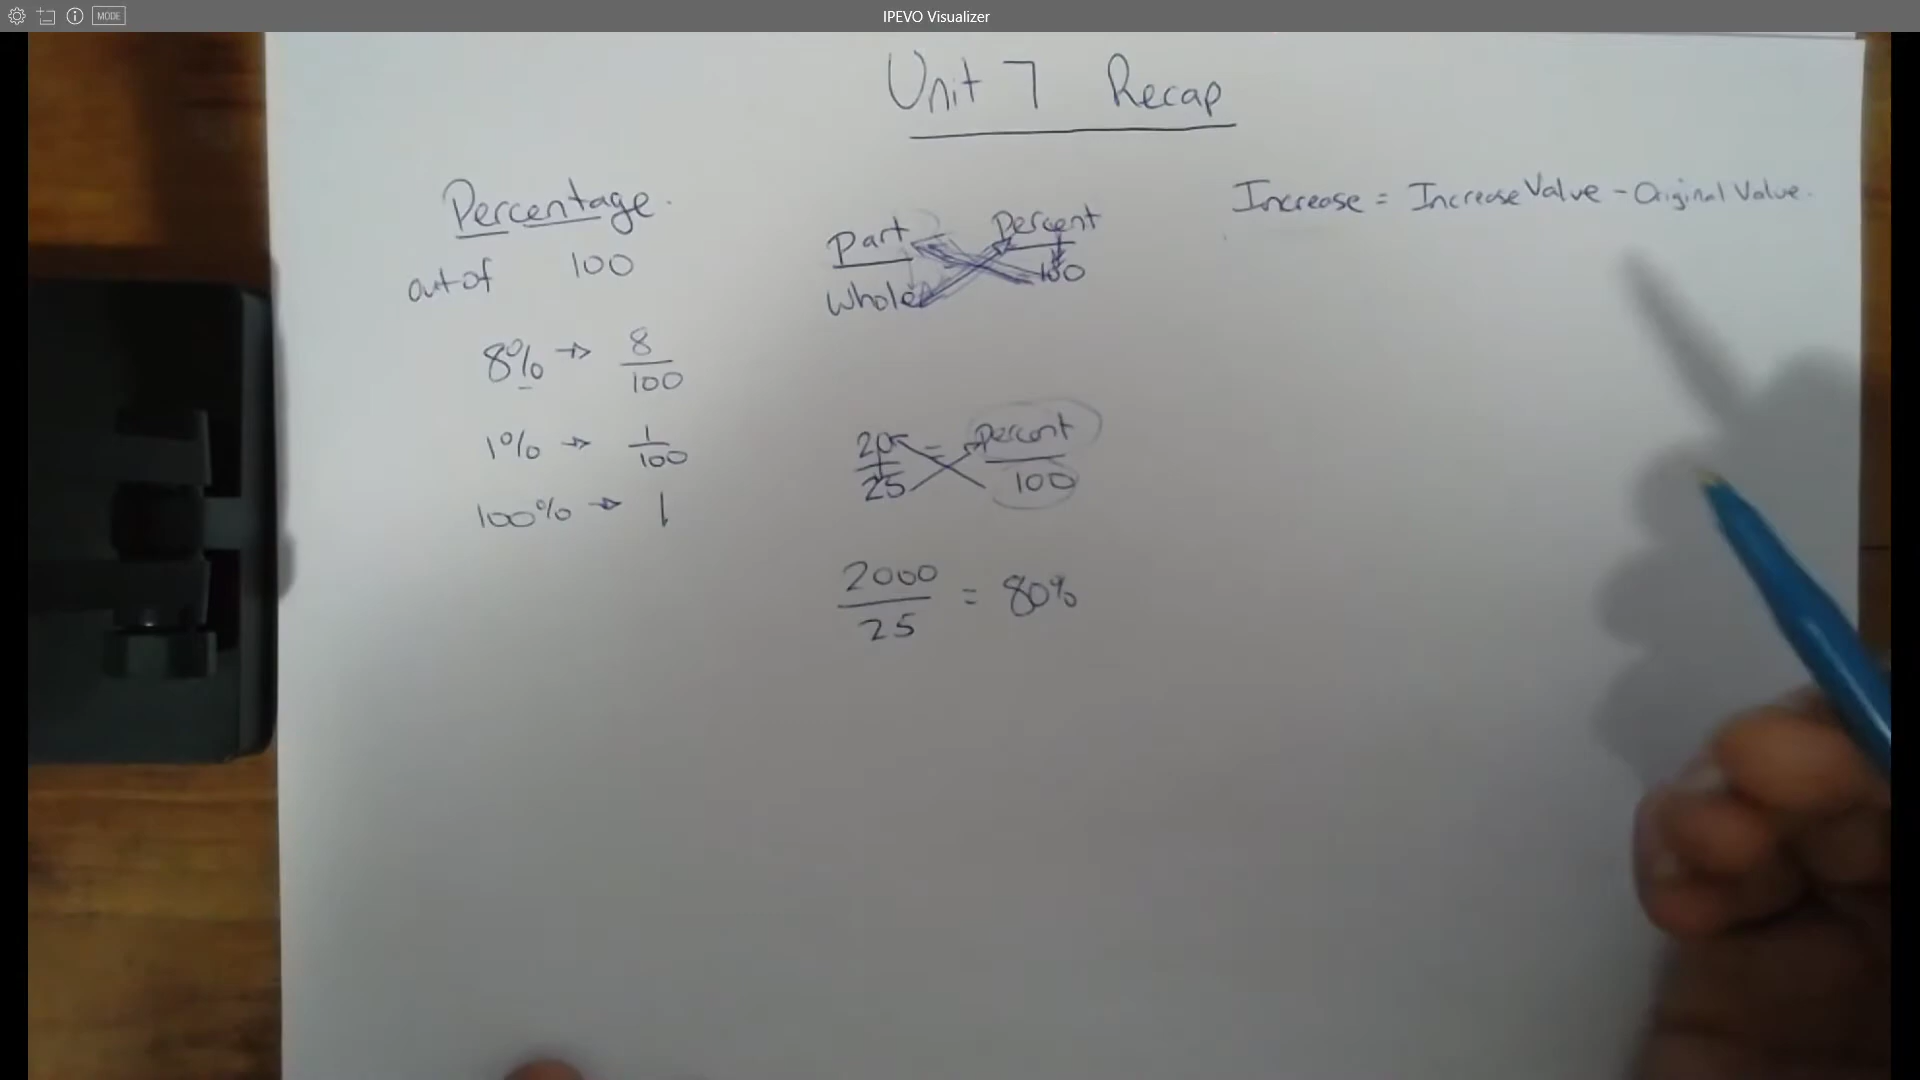 MODE
IPEVO Visualizer
Unit 7 Recap
Percentage.
out of 100
8% → 8/100
1% → 1/100
100% → 1
Part/Whole = Percent/100
20/25 = Percent/100
2000/25 = 80%
Increase = Increase Value - Original Value.